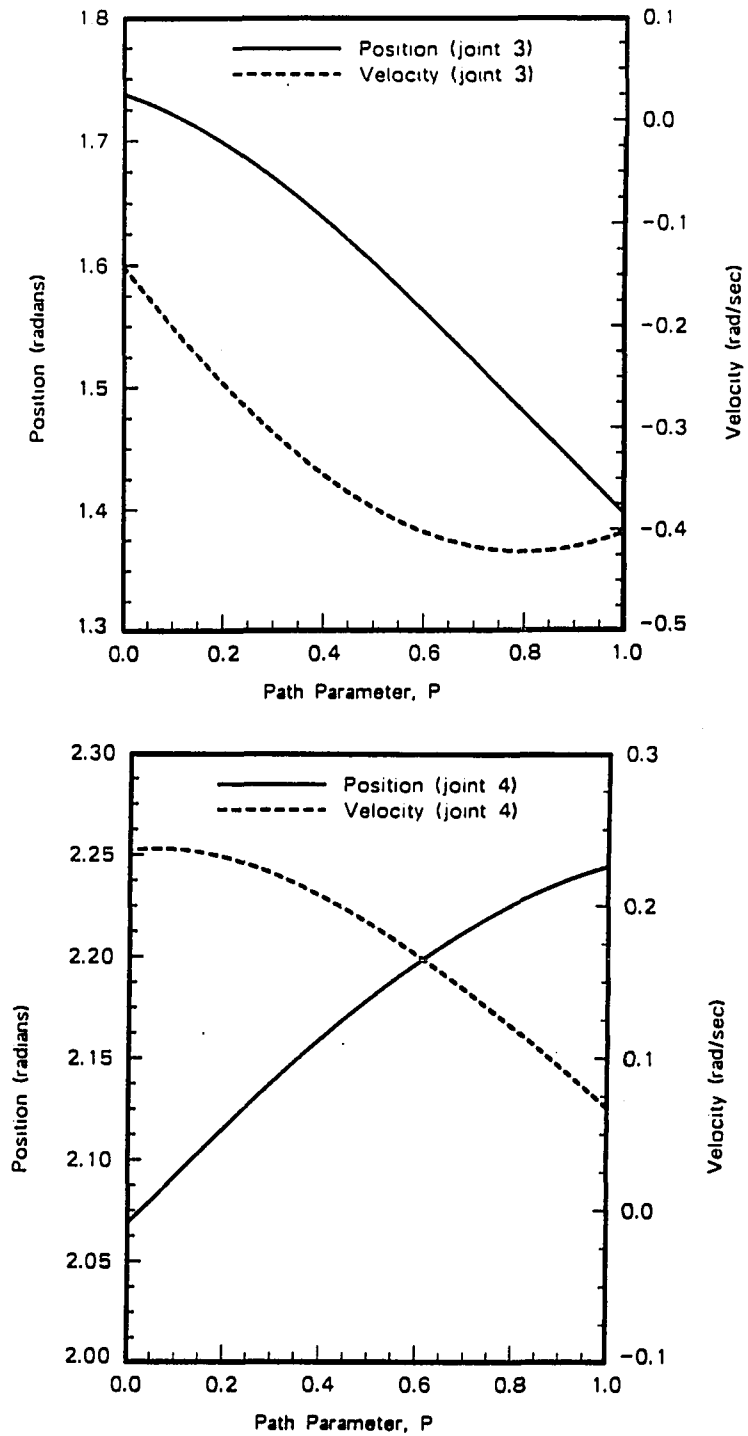 1.8
0.1
Position (joint 3)
Velocity (joint 3)
1.7
0.0
-0.1
1.6
Position (radians)
Velocity (rad/sec)
-0.2
1.5
-0.3
1.4
-0.4
1.3
-0.5
0.0 0.2 0.4 0.6 0.8 1.0
Path Parameter, P
2.30
0.3
Position (joint 4)
Velocity (joint 4)
2.25
0.2
2.20
Position (radians)
Velocity (rad/sec)
2.15
0.1
2.10
0.0
2.05
2.00
-0.1
0.0 0.2 0.4 0.6 0.8 1.0
Path Parameter, P